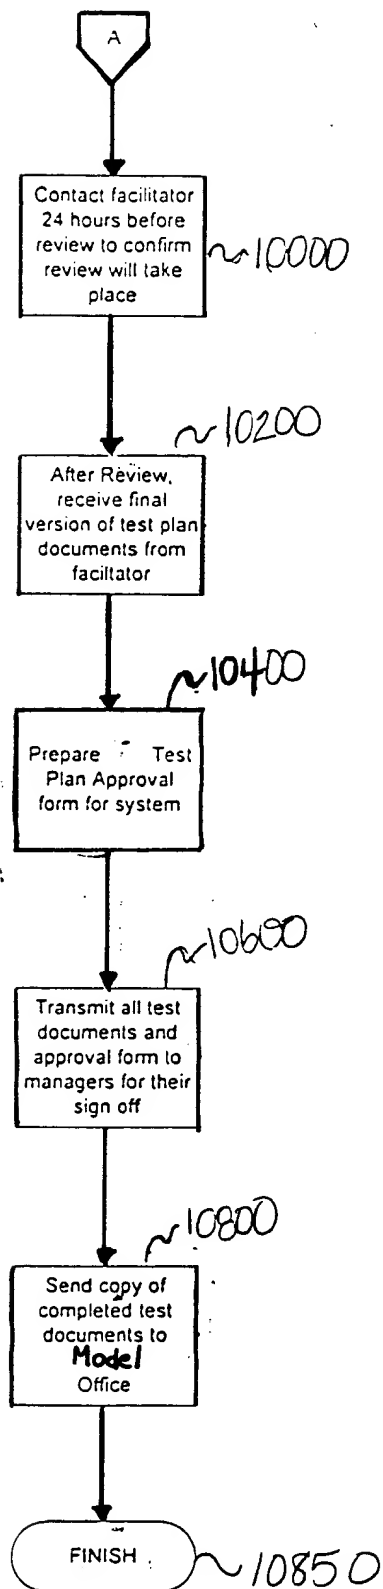 A
Contact facilitator
24 hours before
review to confirm
review will take
place
~10000
~10200
After Review,
receive final
version of test plan
documents from
faciltator
~10400
Prepare Test
Plan Approval
form for system
~10600
Transmit all test
documents and
approval form to
managers for their
sign off
~10800
Send copy of
completed test
documents to
Model
Office
FINISH
~10850